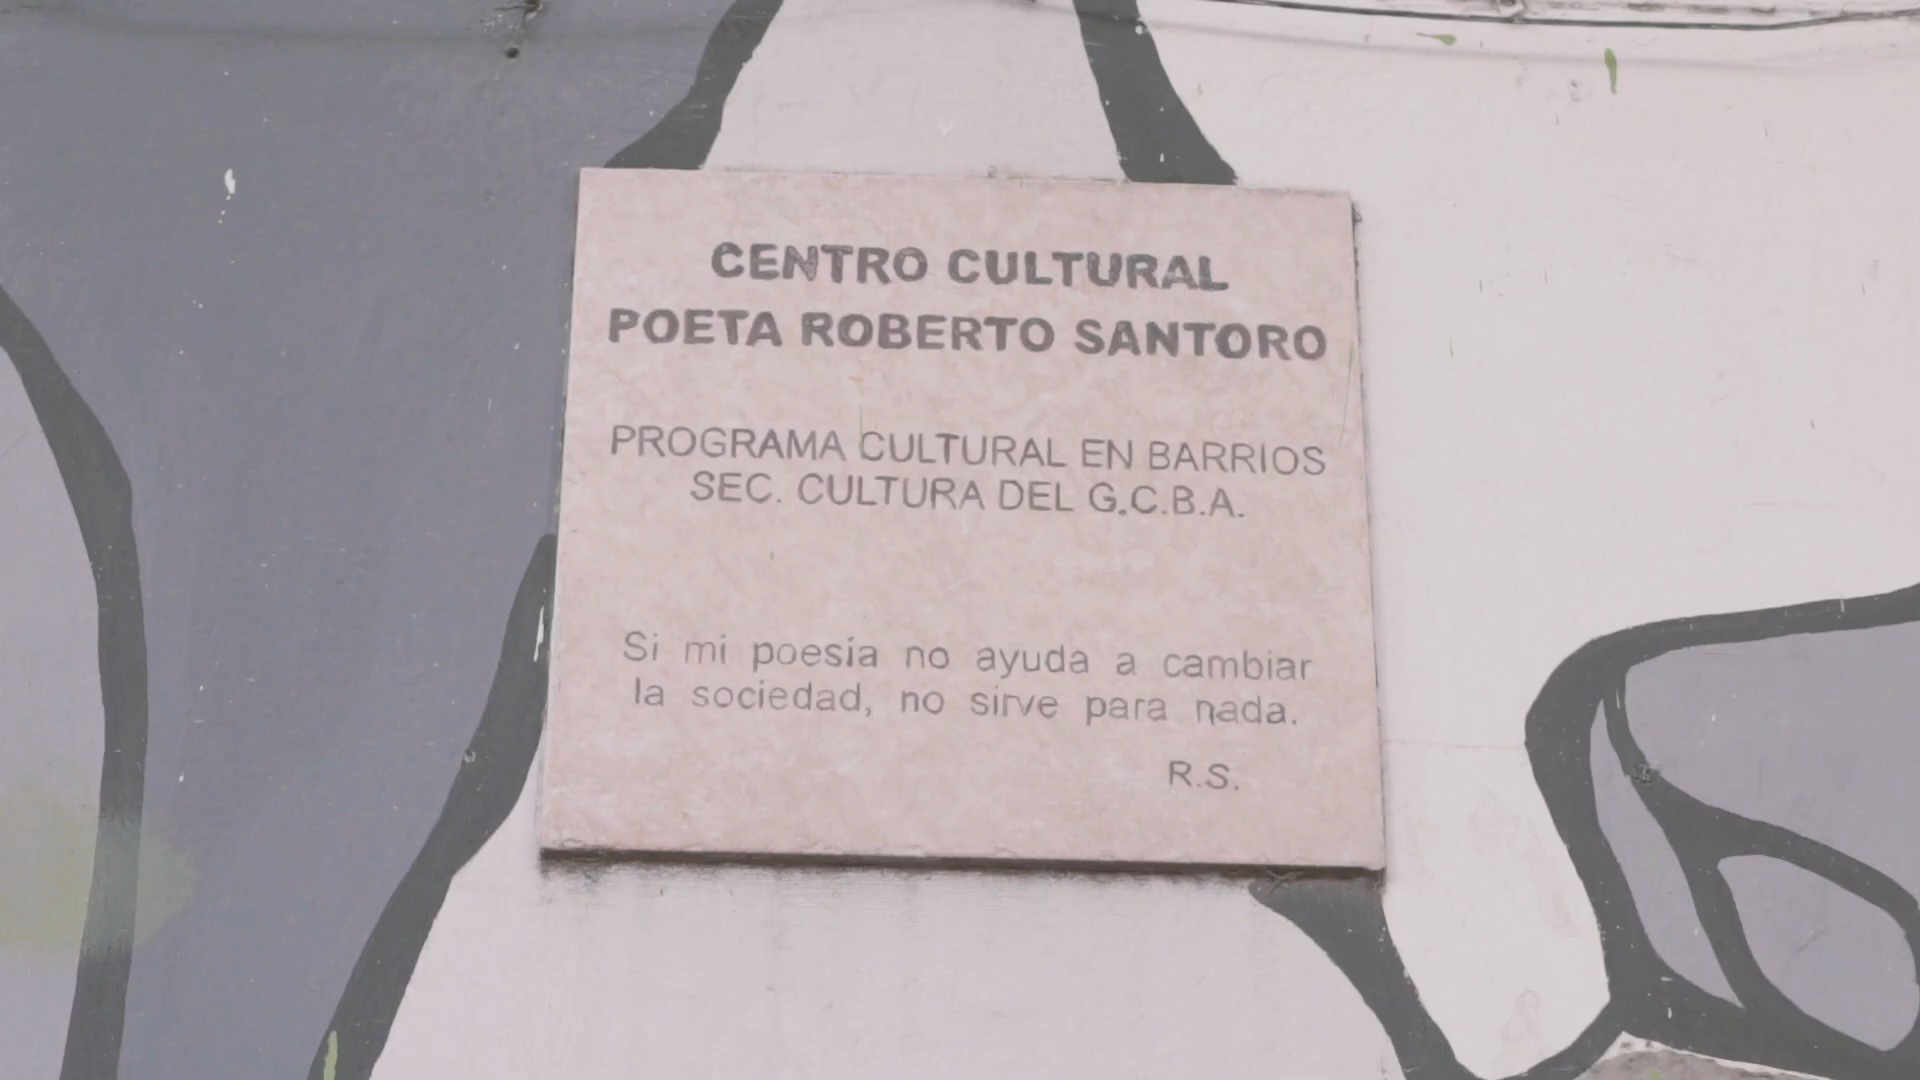 CENTRO CULTURAL
POETA ROBERTO SANTORO
PROGRAMA CULTURAL EN BARRIOS
SEC. CULTURA DEL G.C.B.A.
Si mi poesía no ayuda a cambiar
la sociedad, no sirve para nada.
R.S.